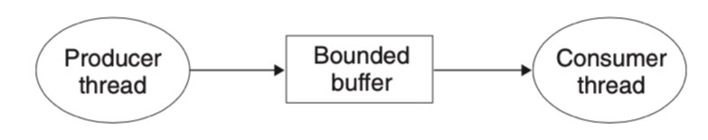 Producer
thread
Bounded
buffer
Consumer
thread